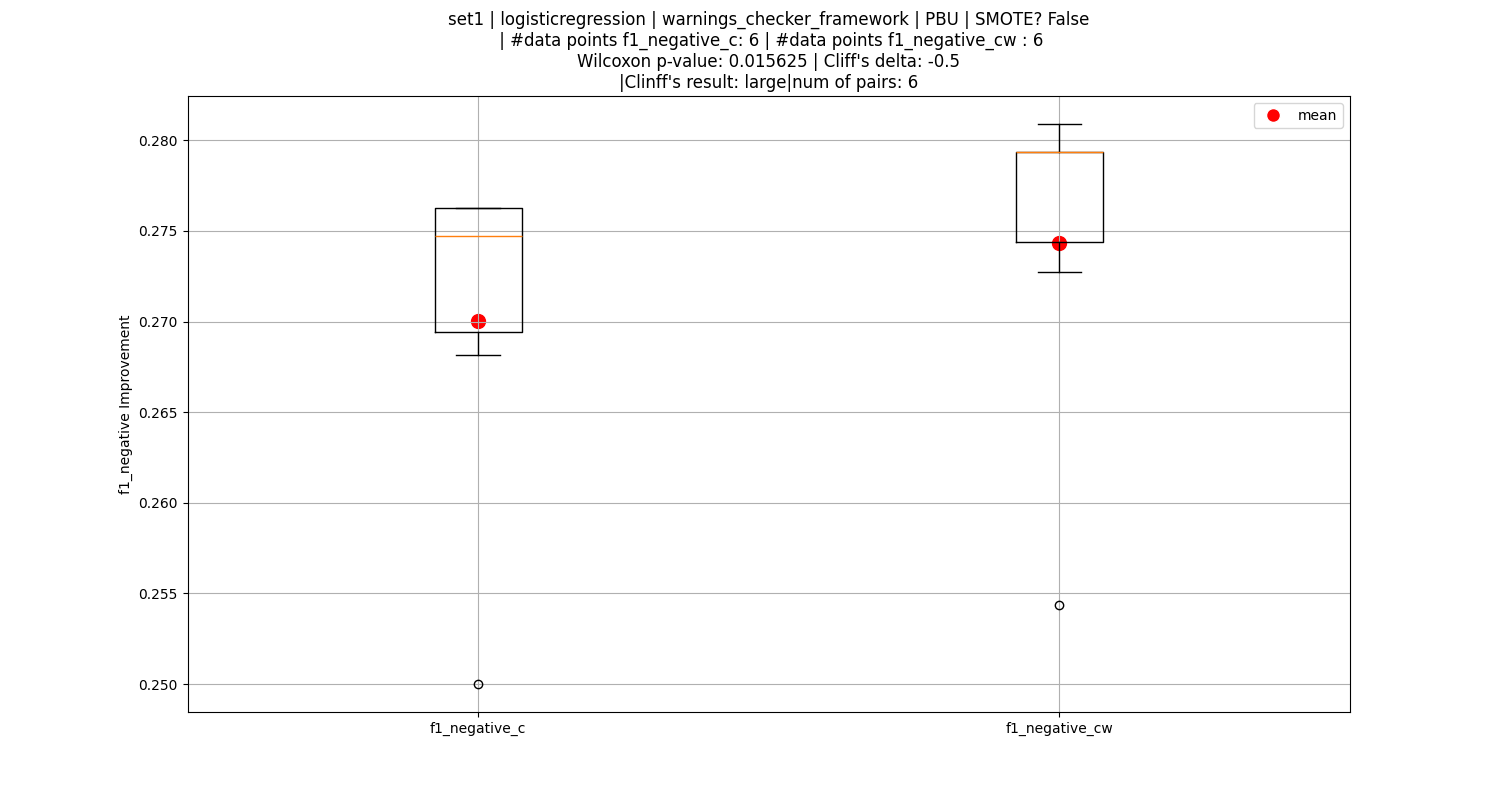 set1 | logisticregression | warnings_checker_framework | PBU | SMOTE? False
| #data points f1_negative_c: 6 | #data points f1_negative_cw : 6
Wilcoxon p-value: 0.015625 | Cliff's delta: -0.5
|Clinff's result: large|num of pairs: 6
mean
0.280
0.275
0.270
0.265
0.260
0.255
0.250
f1_negative Improvement
f1_negative_c
f1_negative_cw